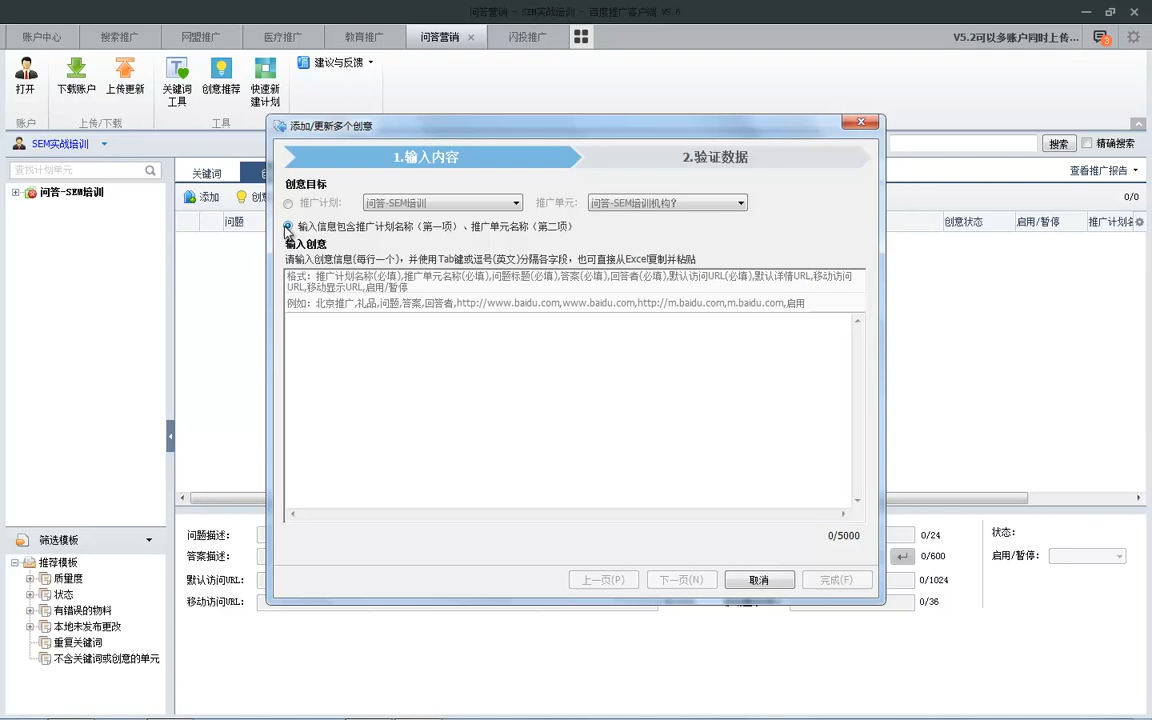 问答营销 - SEM实战培训 - 百度推广客户端 V5.6
账户中心
搜索推广
网盟推广
医疗推广
教育推广
问答营销
闪投推广
V5.2可以多账户同时上传...
3
打开
下载账户
上传更新
关键词工具
创意推荐
快速新建计划
建议与反馈
账户
上传/下载
工具
SEM实战培训
搜索
精确搜索
查找计划单元
问答-SEM培训
关键词
查看推广报告
添加
0/0
问题
创意状态
启用/暂停
添加/更新多个创意
1.输入内容
2.验证数据
创意目标
推广计划:
问答-SEM培训
推广单元:
问答-SEM培训机构?
输入信息包含推广计划名称（第一项）、推广单元名称（第二项）
输入创意
请输入创意信息(每行一个)，并使用Tab键或逗号(英文)分隔各字段，也可直接从Excel复制并粘贴
格式：推广计划名称(必填),推广单元名称(必填),问题标题(必填),答案(必填),回答者(必填),默认访问URL(必填),默认详情URL,移动访问
URL,移动显示URL,启用/暂停
例如：北京推广,礼品,问题,答案,回答者,http://www.baidu.com,www.baidu.com,http://m.baidu.com,m.baidu.com,启用
0/5000
上一页(P)
下一页(N)
取消
完成(F)
筛选模板
推荐模板
质量度
状态
有错误的物料
本地未发布更改
重复关键词
不含关键词或创意的单元
问题描述:
0/24
状态:
答案描述:
0/600
启用/暂停:
默认访问URL:
0/1024
移动访问URL:
0/36